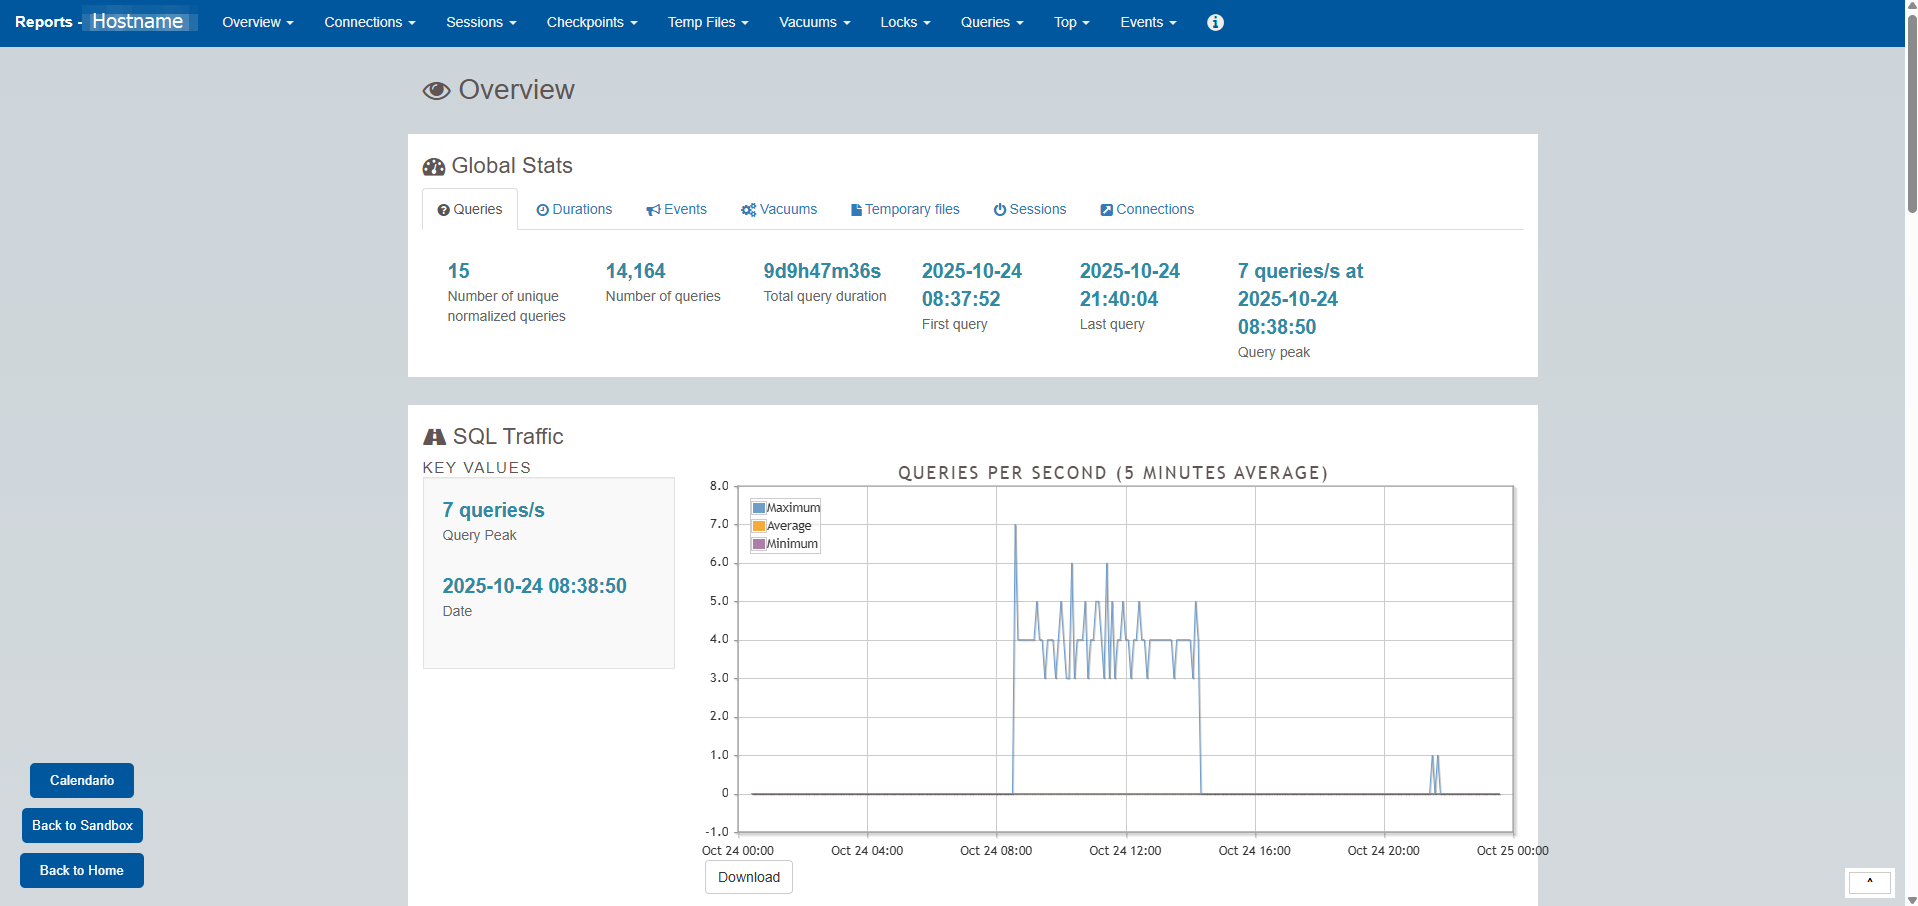 Reports - Hostname Overview Connections Sessions Checkpoints Temp Files Vacuums Locks Queries Top Events
Overview
Global Stats
Queries Durations Events Vacuums Temporary files Sessions Connections
15
Number of unique
normalized queries
14,164
Number of queries
9d9h47m36s
Total query duration
2025-10-24
08:37:52
First query
2025-10-24
21:40:04
Last query
7 queries/s at
2025-10-24
08:38:50
Query peak
SQL Traffic
KEY VALUES
7 queries/s
Query Peak
2025-10-24 08:38:50
Date
QUERIES PER SECOND (5 MINUTES AVERAGE)
Maximum
Average
Minimum
8.0
7.0
6.0
5.0
4.0
3.0
2.0
1.0
0
-1.0
Oct 24 00:00 Oct 24 04:00 Oct 24 08:00 Oct 24 12:00 Oct 24 16:00 Oct 24 20:00 Oct 25 00:00
Download
Calendario
Back to Sandbox
Back to Home
^